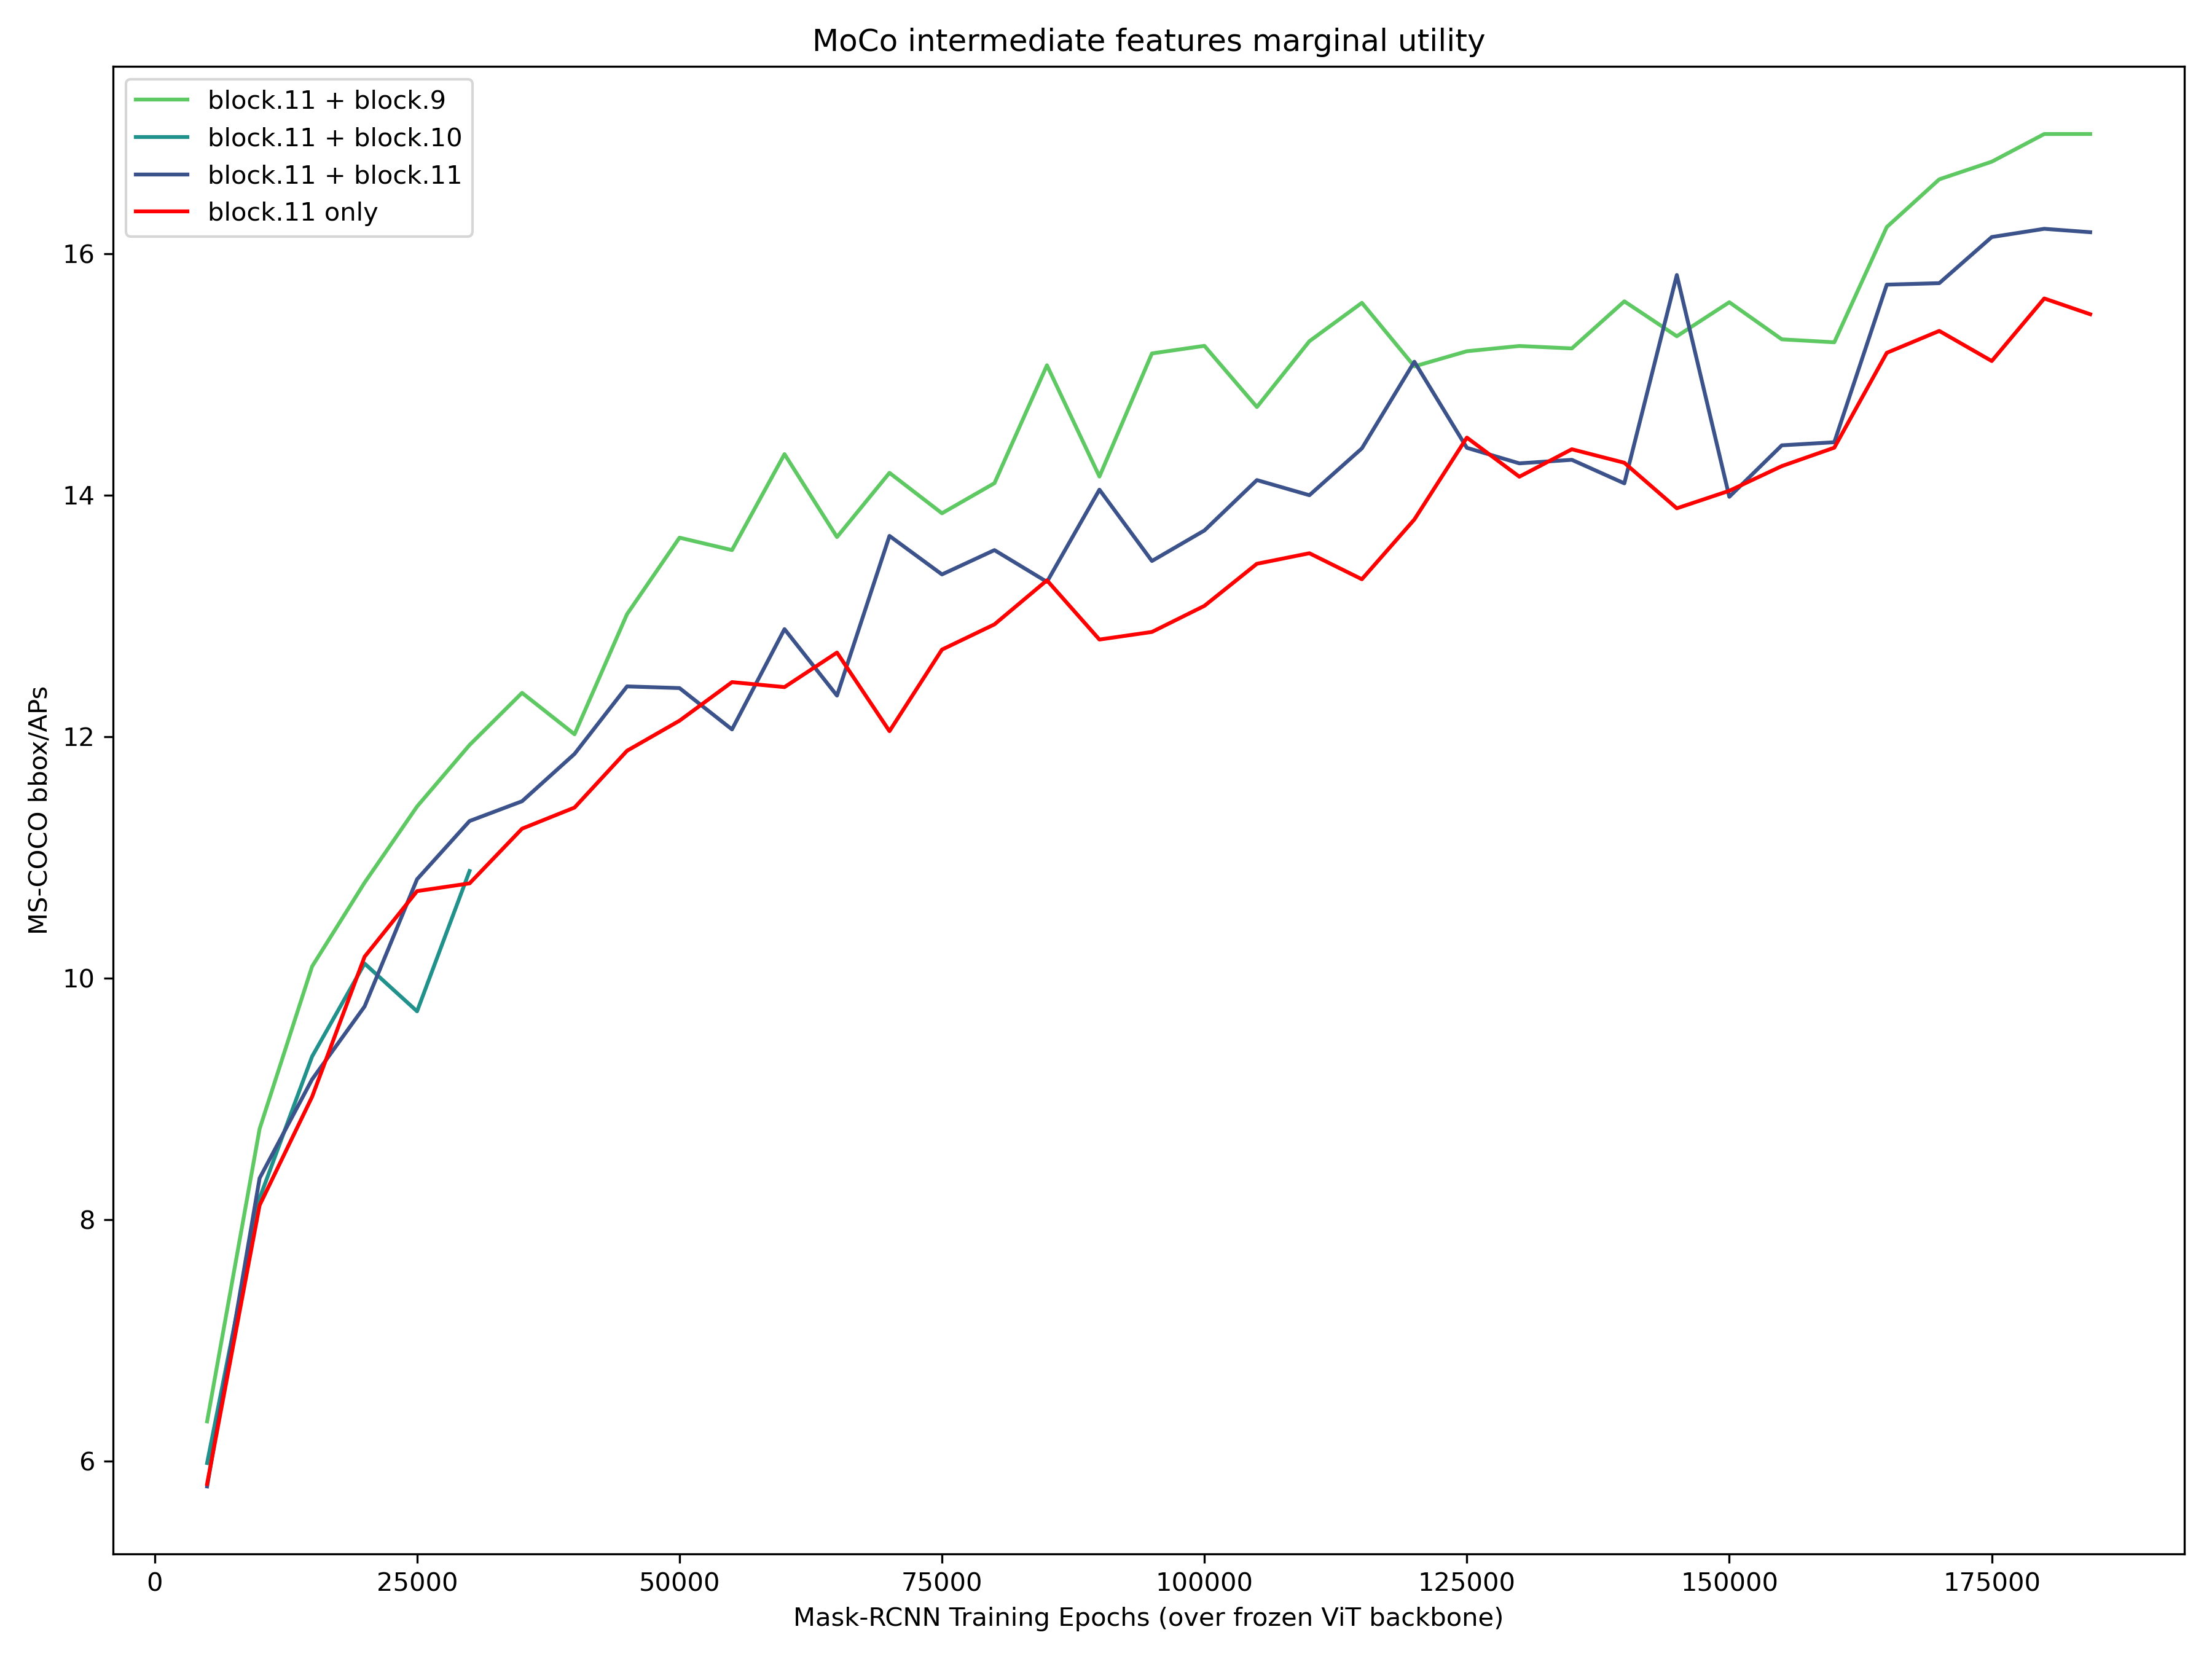 MoCo intermediate features marginal utility
block.11 + block.9
block.11 + block.10
block.11 + block.11
block.11 only
MS-COCO bbox/APs
16
14
12
10
8
6
0 25000 50000 75000 100000 125000 150000 175000
Mask-RCNN Training Epochs (over frozen ViT backbone)